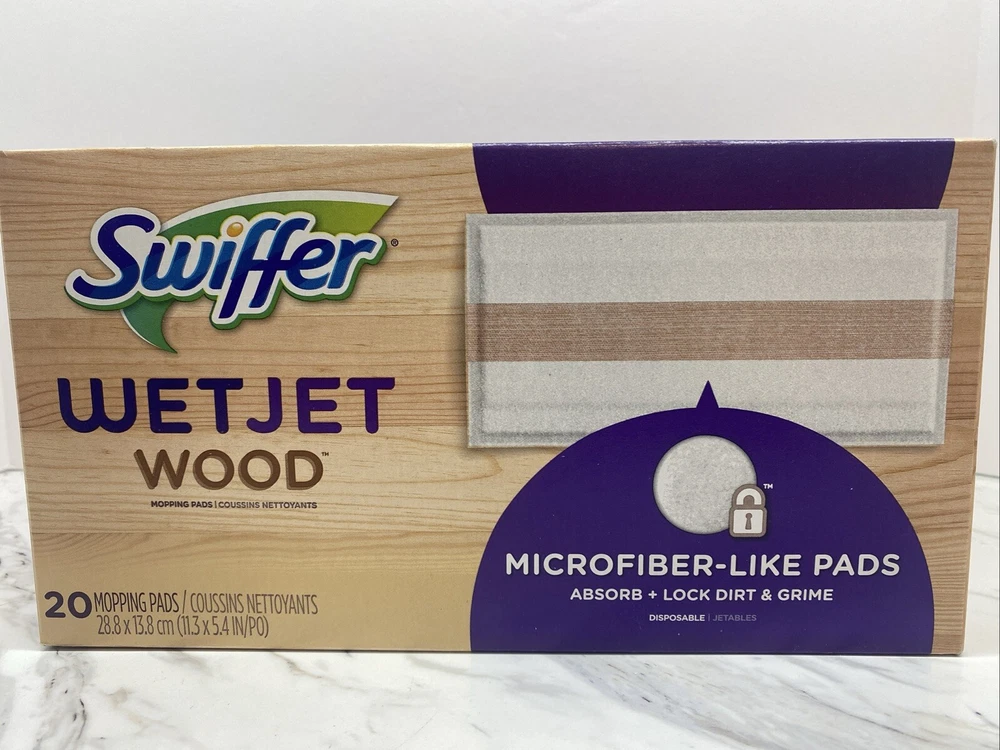 Swiffer®
WETJET
WOOD™
MOPPING PADS | COUSSINS NETTOYANTS
20 MOPPING PADS / COUSSINS NETTOYANTS
28.8 x 13.8 cm (11.3 x 5.4 IN/PO)
™
MICROFIBER-LIKE PADS
ABSORB + LOCK DIRT & GRIME
DISPOSABLE | JETABLES